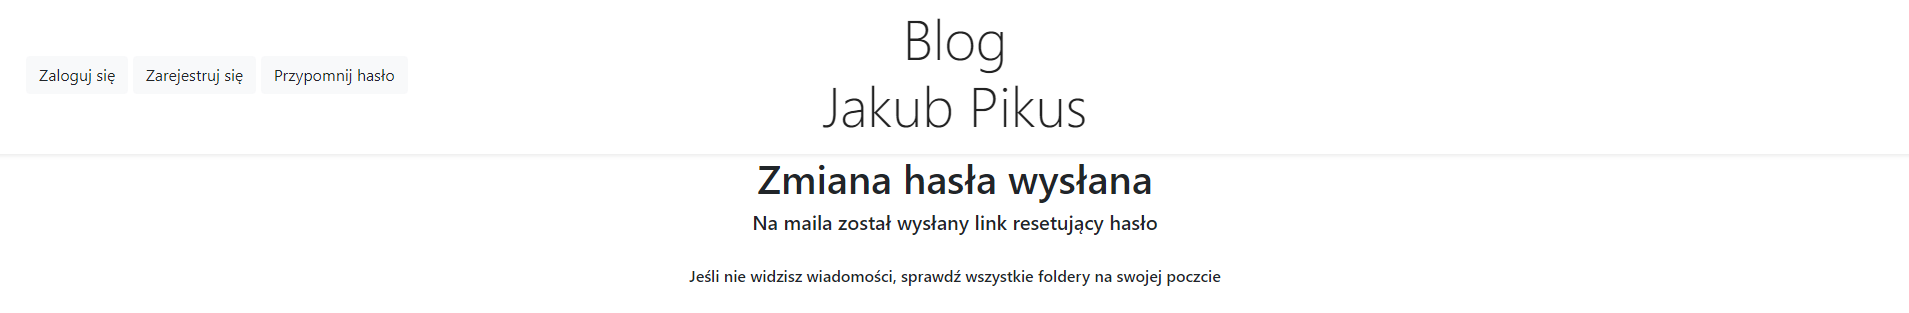 Blog
Jakub Pikus
Zaloguj się Zarejestruj się Przypomnij hasło
Zmiana hasła wysłana
Na maila został wysłany link resetujący hasło
Jeśli nie widzisz wiadomości, sprawdź wszystkie foldery na swojej poczcie